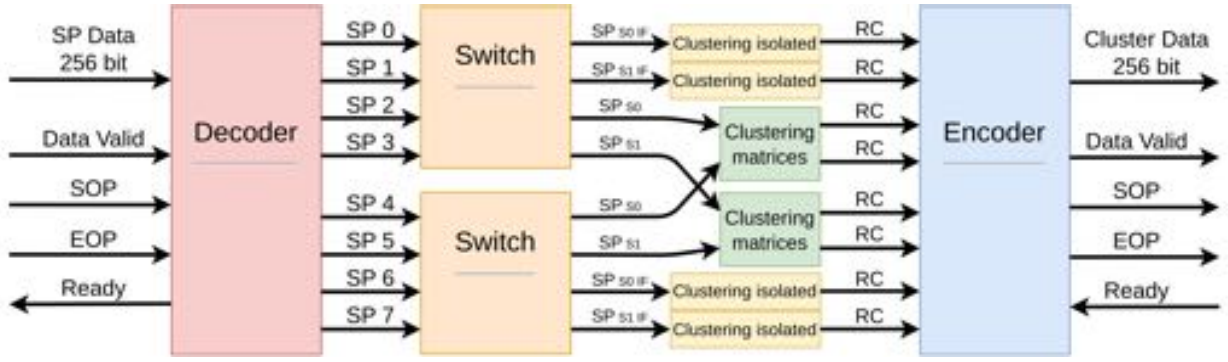 SP Data
256 bit
Data Valid
SOP
EOP
Ready
Decoder
SP 0
SP 1
SP 2
SP 3
SP 4
SP 5
SP 6
SP 7
Switch
Switch
SP S0 IF
SP S1 IF
SP S0
SP S1
SP S0
SP S1
SP S0 IF
SP S1 IF
Clustering isolated
Clustering isolated
Clustering
matrices
Clustering
matrices
Clustering isolated
Clustering isolated
RC
RC
RC
RC
RC
RC
RC
RC
Encoder
Cluster Data
256 bit
Data Valid
SOP
EOP
Ready